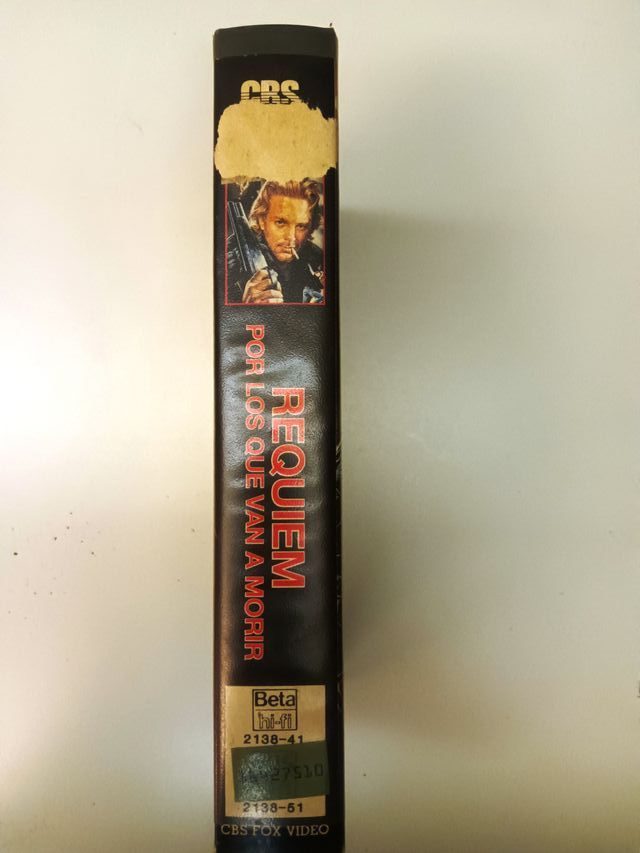 CBS
REQUIEM
POR LOS QUE VAN A MORIR
Beta
hi-fi
2138-41
2138-51
CBS FOX VIDEO